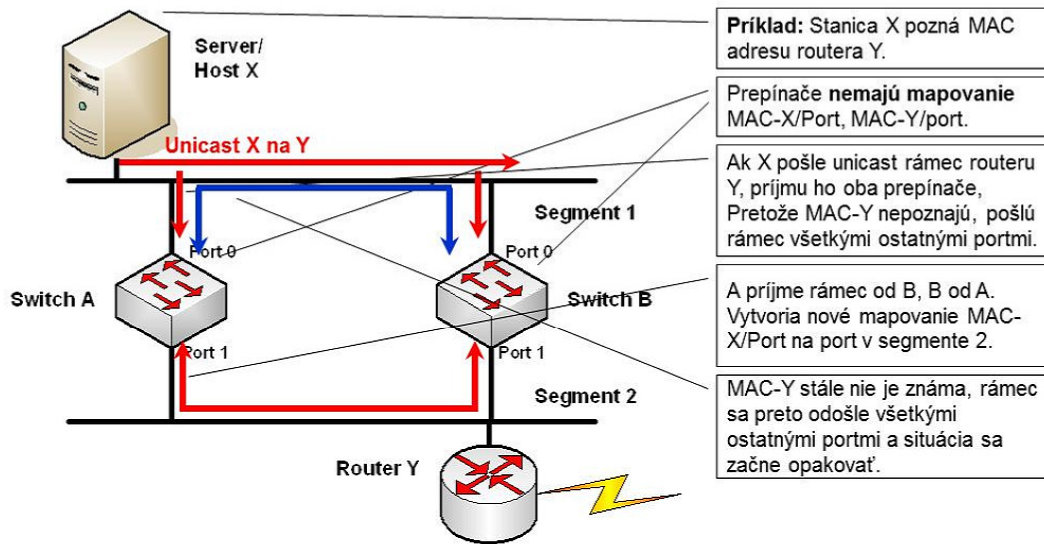 Server/
Host X
Unicast X na Y
Segment 1
Port 0
Port 0
Switch A
Switch B
Port 1
Port 1
Segment 2
Router Y
Príklad: Stanica X pozná MAC
adresu routera Y.
Prepínače nemajú mapovanie
MAC-X/Port, MAC-Y/port.
Ak X pošle unicast rámec routeru
Y, príjmu ho oba prepínače,
Pretože MAC-Y nepoznajú, pošlú
rámec všetkými ostatnými portmi.
A príjme rámec od B, B od A.
Vytvoria nové mapovanie MAC-
X/Port na port v segmente 2.
MAC-Y stále nie je známa, rámec
sa preto odošle všetkými
ostatnými portmi a situácia sa
začne opakovať.